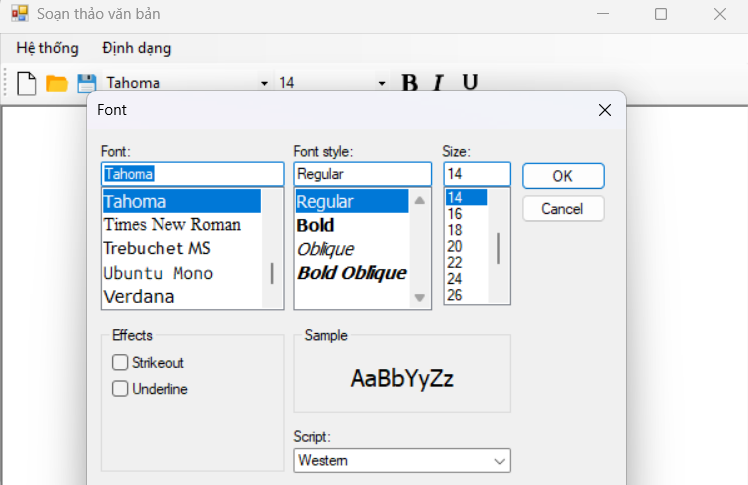 Soạn thảo văn bản
Hệ thống Định dạng
Tahoma 14 B I U
Font
Font: Font style: Size:
Tahoma Regular 14 OK
Tahoma Regular 14 Cancel
Times New Roman Bold 16
Trebuchet MS Oblique 18
Ubuntu Mono Bold Oblique 20
Verdana 22
24
26
Effects Sample
Strikeout
Underline AaBbYyZz
Script:
Western